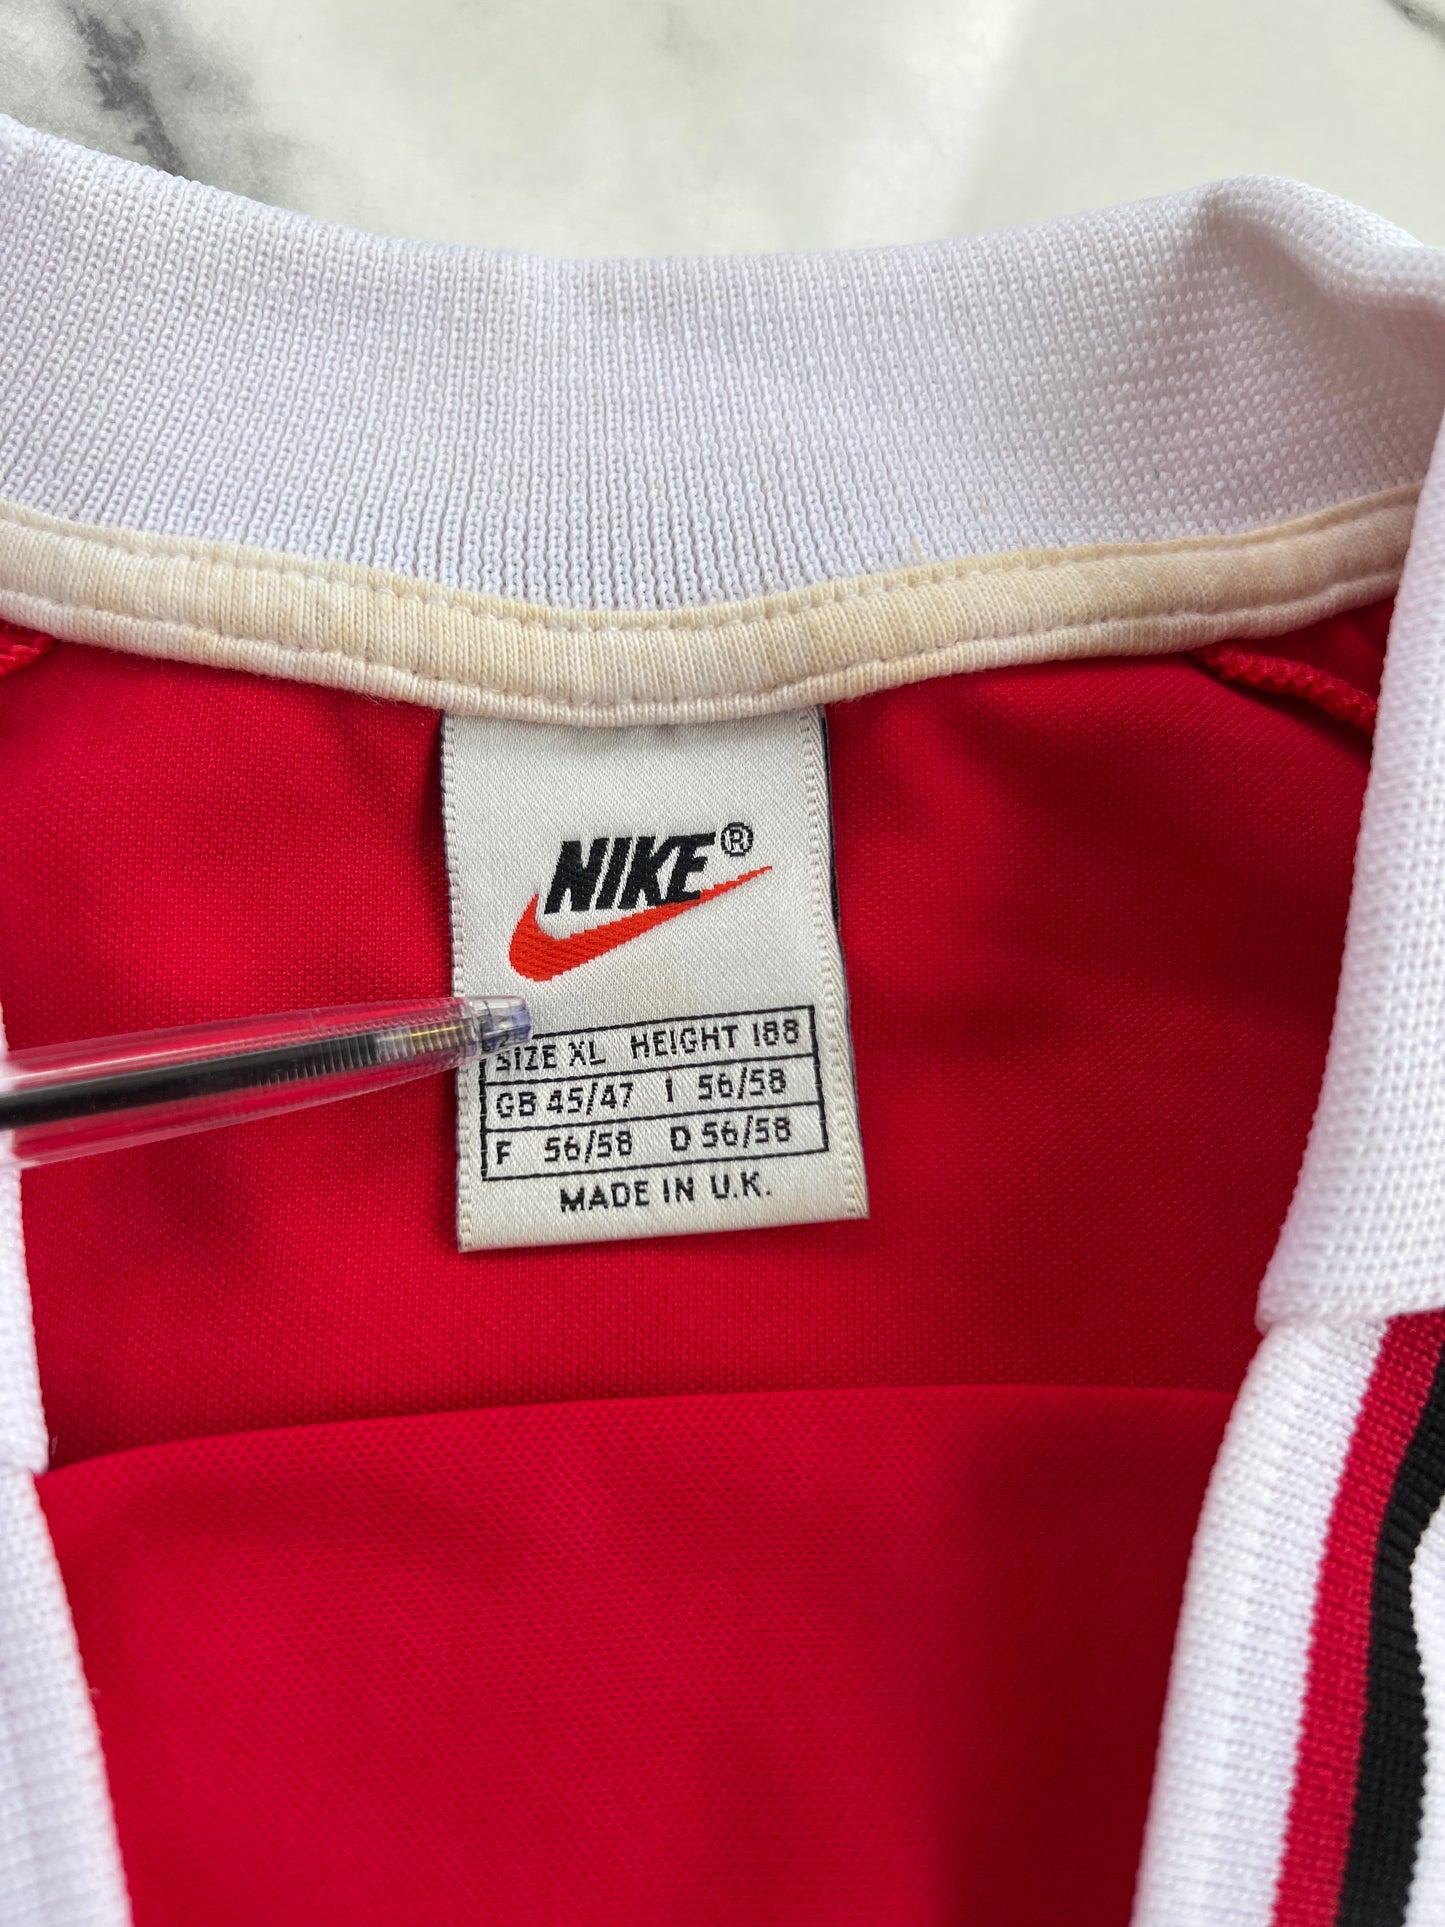 NIKE®
SIZE XL HEIGHT 188
GB 45/47 I 56/58
F 56/58 D 56/58
MADE IN U.K.